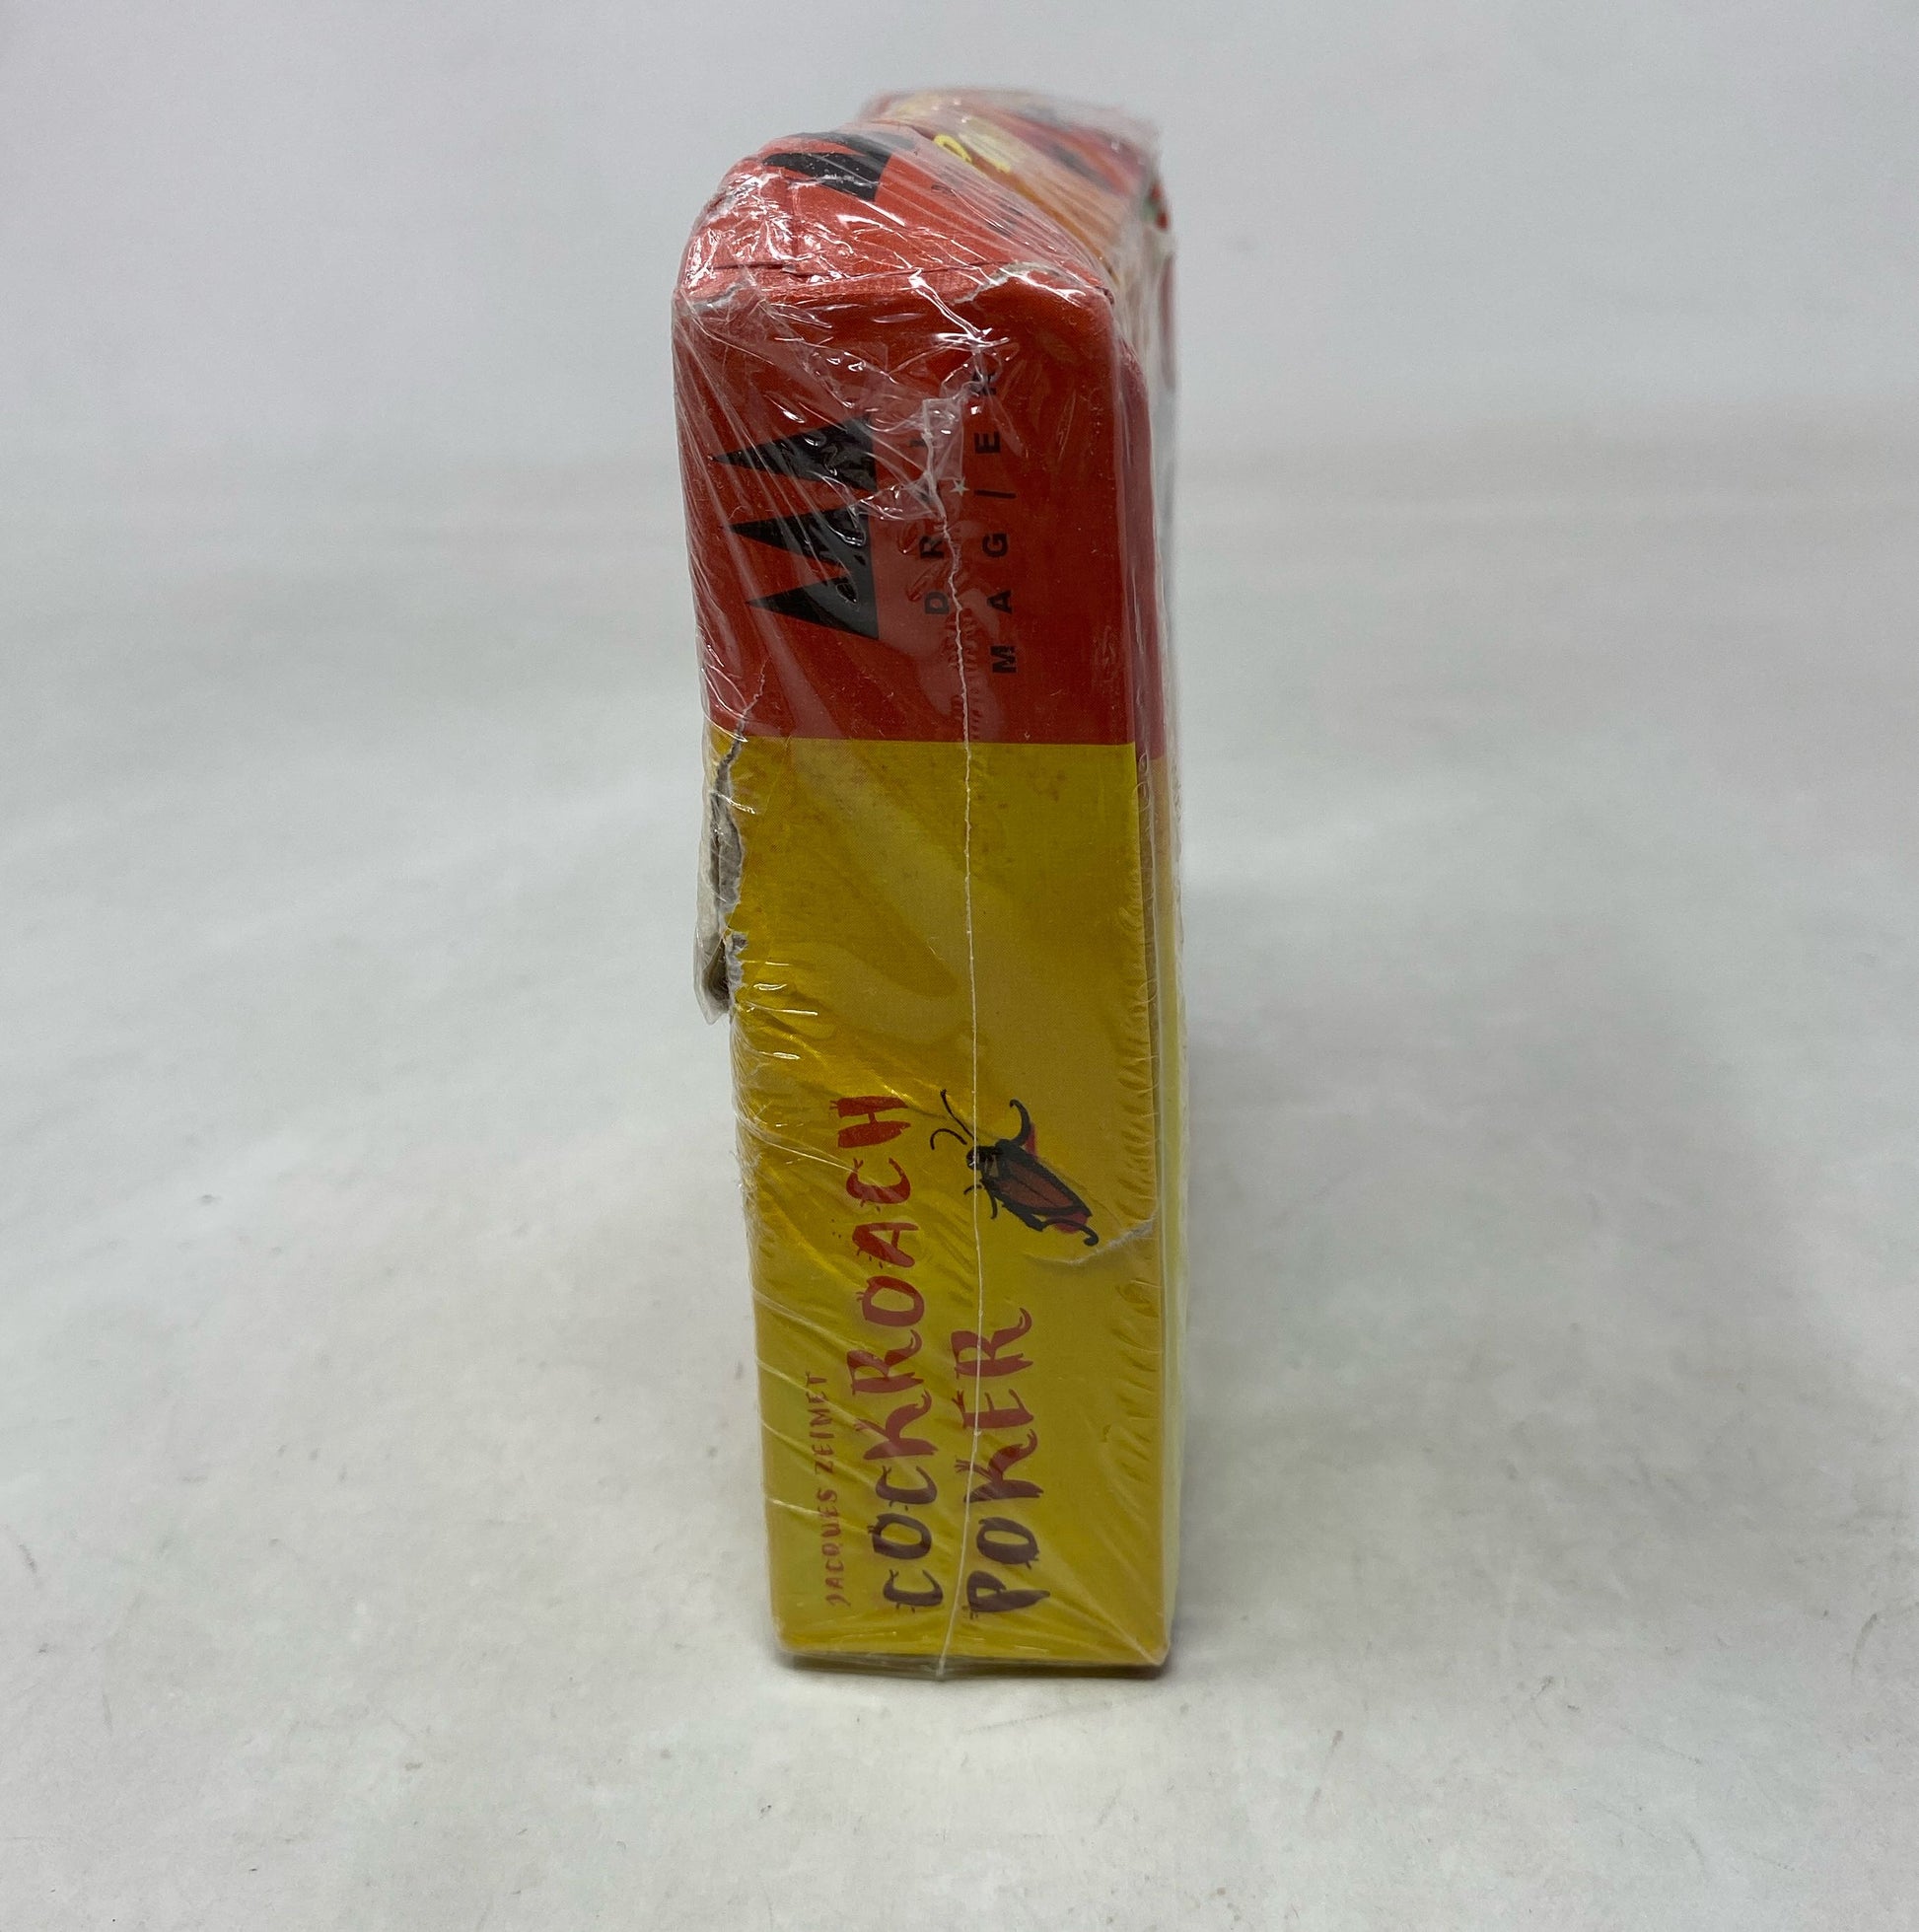 JACQUES ZEIMET
COCKROACH
POKER
DREI
MAGIER